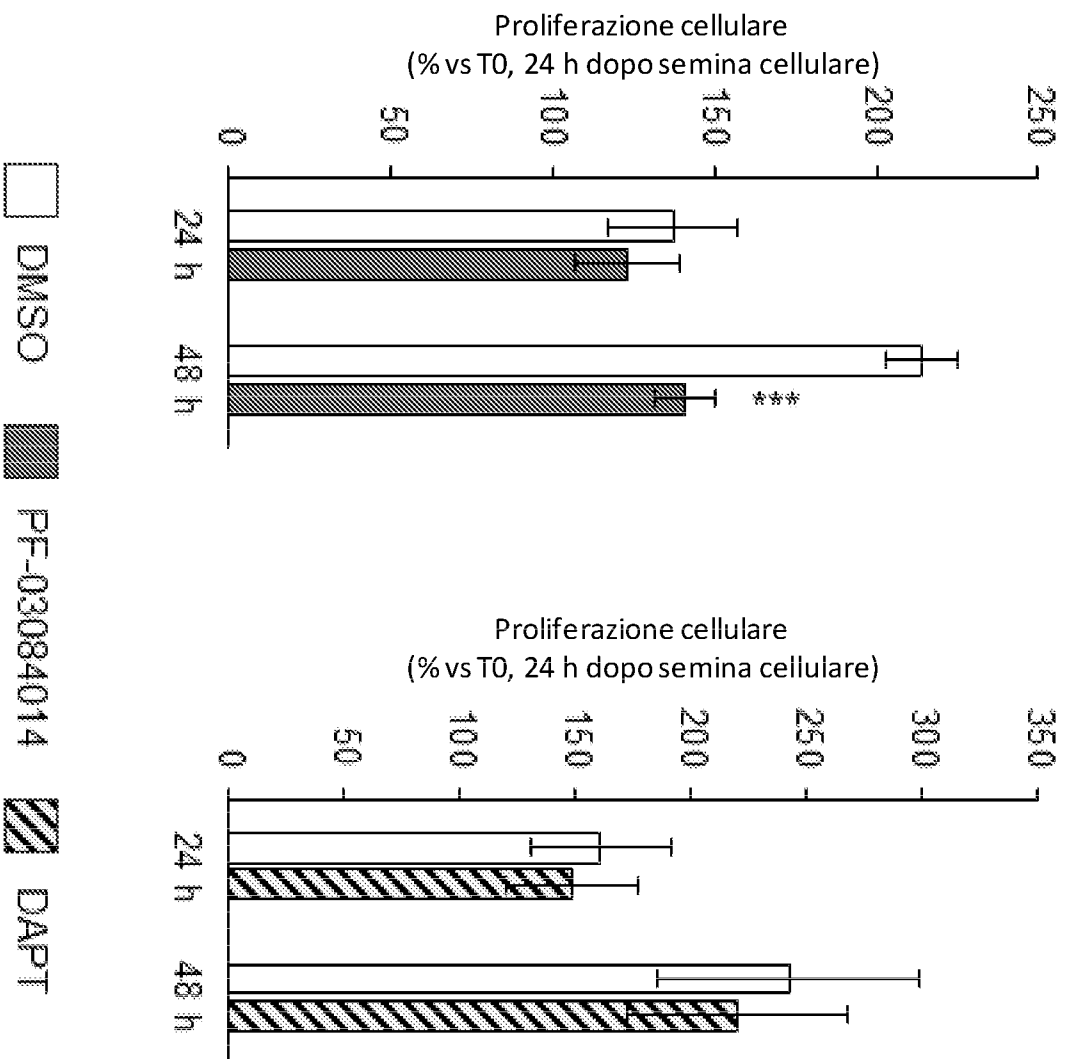 Proliferazione cellulare
(% vs T0, 24 h dopo semina cellulare)
250
200
150
100
50
0
24 h
48 h
***
Proliferazione cellulare
(% vs T0, 24 h dopo semina cellulare)
350
300
250
200
150
100
50
0
24 h
48 h
DMSO
PF-03084014
DAPT